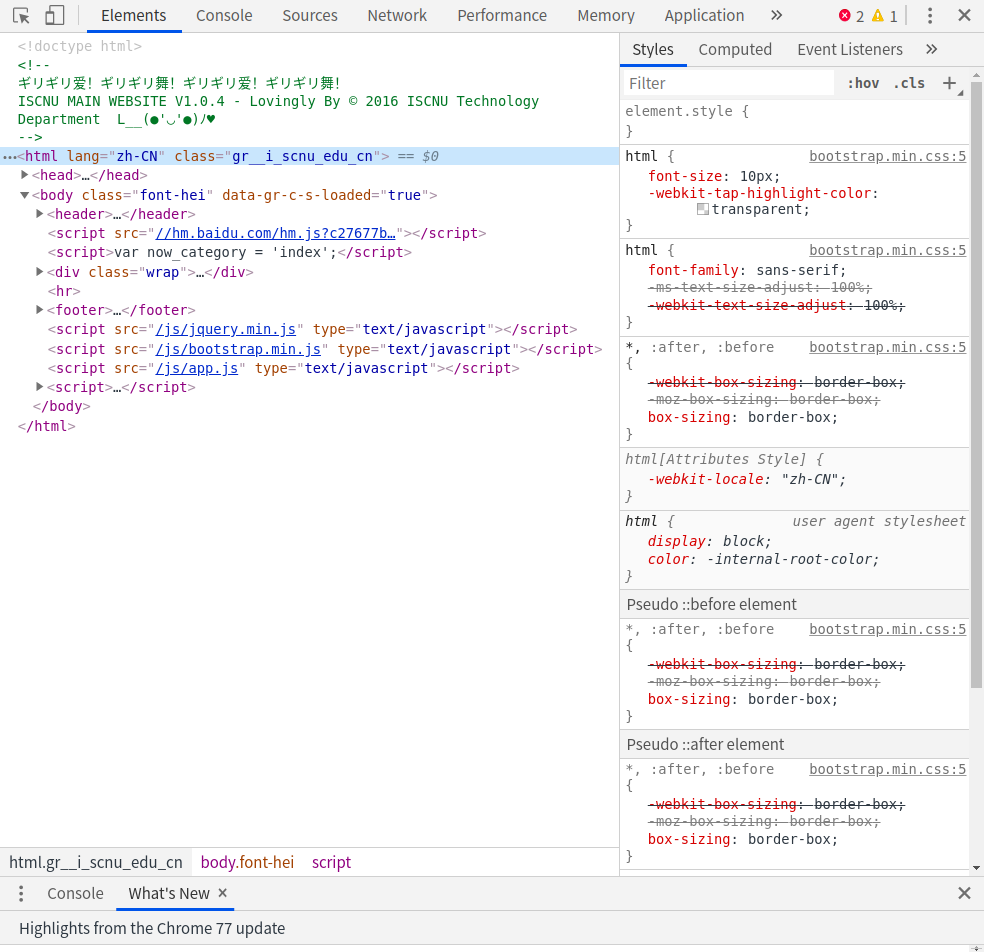 Elements Console Sources Network Performance Memory Application » 2 1
<!doctype html>
<!--
ギリギリ爱! ギリギリ舞! ギリギリ爱! ギリギリ舞!
ISCNU MAIN WEBSITE V1.0.4 - Lovingly By © 2016 ISCNU Technology
Department  L__(●'◡'●)ﾉ♥
-->
…<html lang="zh-CN" class="gr__i_scnu_edu_cn"> == $0
▶<head>…</head>
▼<body class="font-hei" data-gr-c-s-loaded="true">
▶<header>…</header>
<script src="//hm.baidu.com/hm.js?c27677b…"></script>
<script>var now_category = 'index';</script>
▶<div class="wrap">…</div>
<hr>
▶<footer>…</footer>
<script src="/js/jquery.min.js" type="text/javascript"></script>
<script src="/js/bootstrap.min.js" type="text/javascript"></script>
<script src="/js/app.js" type="text/javascript"></script>
▶<script>…</script>
</body>
</html>
html.gr__i_scnu_edu_cn body.font-hei script
Styles Computed Event Listeners »
Filter :hov .cls +
element.style {
}
html { bootstrap.min.css:5
font-size: 10px;
-webkit-tap-highlight-color:
transparent;
}
html { bootstrap.min.css:5
font-family: sans-serif;
-ms-text-size-adjust: 100%;
-webkit-text-size-adjust: 100%;
}
*, :after, :before bootstrap.min.css:5
{
-webkit-box-sizing: border-box;
-moz-box-sizing: border-box;
box-sizing: border-box;
}
html[Attributes Style] {
-webkit-locale: "zh-CN";
}
html { user agent stylesheet
display: block;
color: -internal-root-color;
}
Pseudo ::before element
*, :after, :before bootstrap.min.css:5
{
-webkit-box-sizing: border-box;
-moz-box-sizing: border-box;
box-sizing: border-box;
}
Pseudo ::after element
*, :after, :before bootstrap.min.css:5
{
-webkit-box-sizing: border-box;
-moz-box-sizing: border-box;
box-sizing: border-box;
}
Console What's New ×
Highlights from the Chrome 77 update